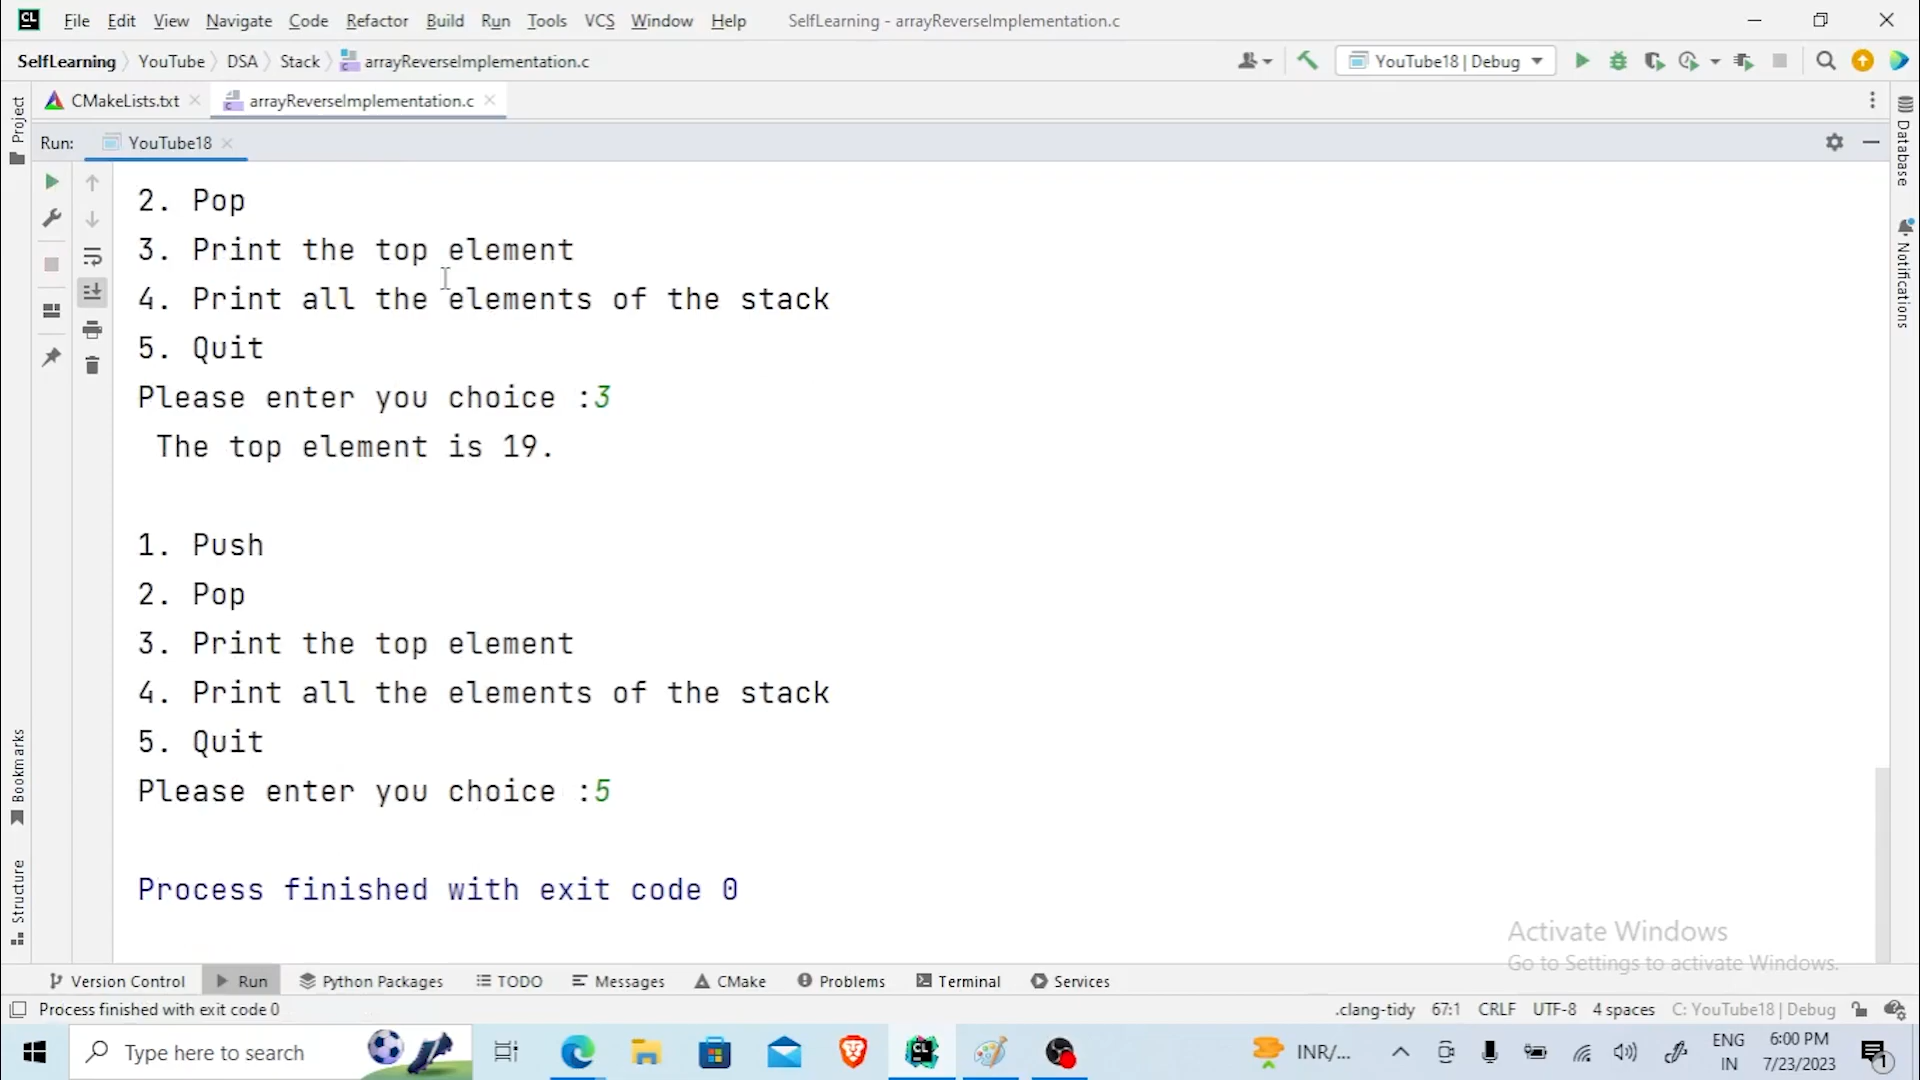 CL File Edit View Navigate Code Refactor Build Run Tools VCS Window Help SelfLearning - arrayReverseImplementation.c
SelfLearning YouTube DSA Stack arrayReverseImplementation.c YouTube18 | Debug
Project
CMakeLists.txt arrayReverseImplementation.c
Database
Run: YouTube18
2. Pop
3. Print the top element
4. Print all the elements of the stack
5. Quit
Please enter you choice :3
The top element is 19.
1. Push
2. Pop
3. Print the top element
4. Print all the elements of the stack
5. Quit
Please enter you choice :5
Process finished with exit code 0
Notifications
Bookmarks
Structure
Activate Windows
Go to Settings to activate Windows.
Version Control Run Python Packages TODO Messages CMake Problems Terminal Services
Process finished with exit code 0 .clang-tidy 67:1 CRLF UTF-8 4 spaces C: YouTube18 | Debug
Type here to search CL INR/... ENG 6:00 PM
IN 7/23/2023 1